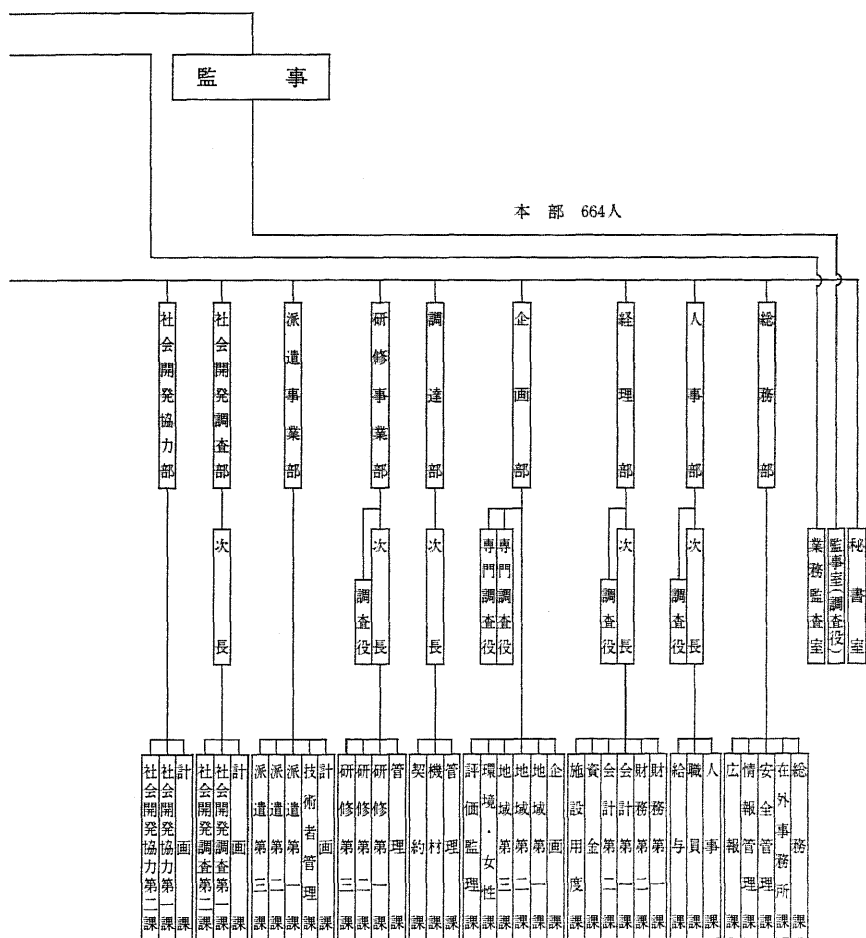 監事
本部 664人
秘書室
監事室(調査役)
業務監査室
総務部
人事部
経理部
企画部
調達部
研修事業部
派遣事業部
社会開発調査部
社会開発協力部
次長
調査役
次長
調査役
専門調査役
専門調査役
次長
次長
調査役
次長
総務課
在外事務所課
安全管理課
情報管理課
広報課
人事課
職員課
給与課
財務第一課
財務第二課
会計第一課
会計第二課
資金課
施設用度課
企画課
地域第一課
地域第二課
地域第三課
環境・女性課
評価監理課
管理課
機材課
契約課
管理課
研修第一課
研修第二課
研修第三課
計画課
技術者管理課
派遣第一課
派遣第二課
派遣第三課
計画課
社会開発調査第一課
社会開発調査第二課
計画課
社会開発協力第一課
社会開発協力第二課